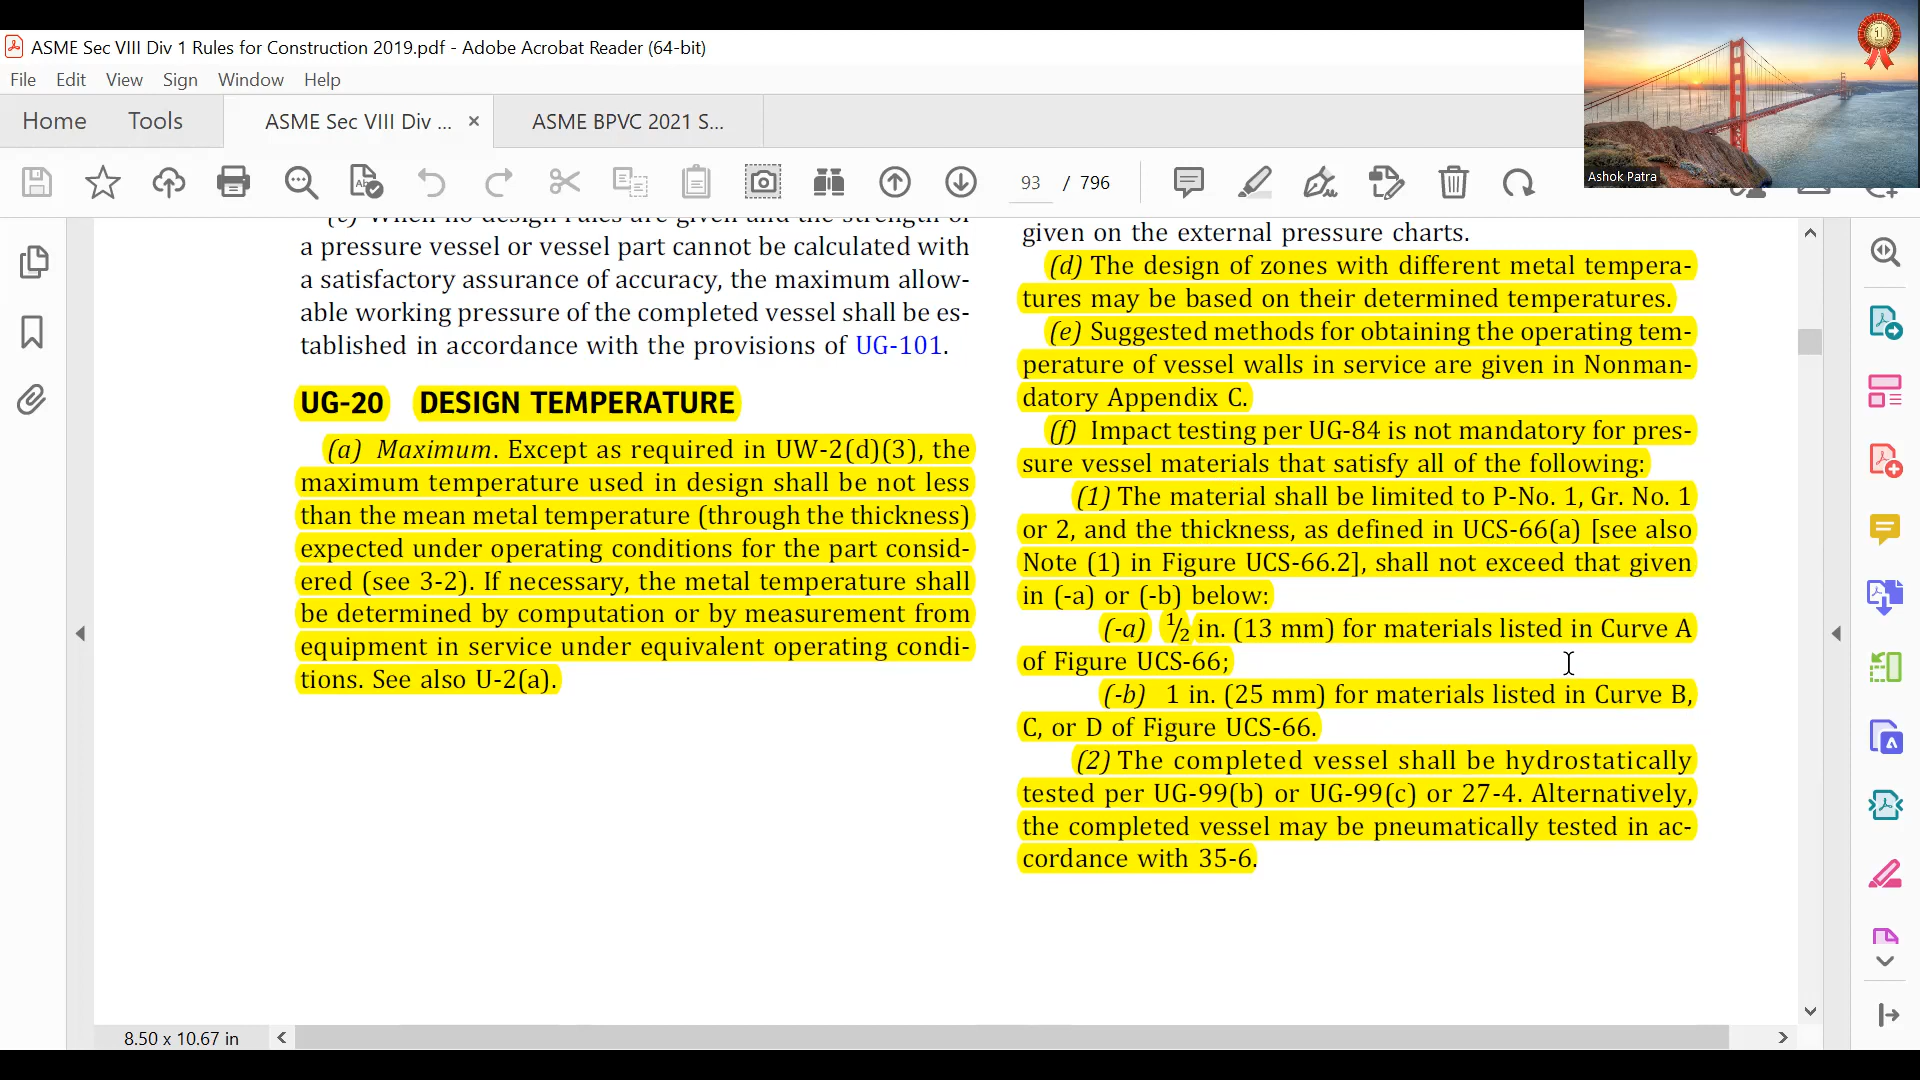 ASME Sec VIII Div 1 Rules for Construction 2019.pdf - Adobe Acrobat Reader (64-bit)
File Edit View Sign Window Help
Home Tools ASME Sec VIII Div ... × ASME BPVC 2021 S...
93 / 796
1
Ashok Patra
(c) When no design rules are given and the strength of
a pressure vessel or vessel part cannot be calculated with
a satisfactory assurance of accuracy, the maximum allow-
able working pressure of the completed vessel shall be es-
tablished in accordance with the provisions of UG-101.
UG-20 DESIGN TEMPERATURE
(a) Maximum. Except as required in UW-2(d)(3), the
maximum temperature used in design shall be not less
than the mean metal temperature (through the thickness)
expected under operating conditions for the part consid-
ered (see 3-2). If necessary, the metal temperature shall
be determined by computation or by measurement from
equipment in service under equivalent operating condi-
tions. See also U-2(a).
given on the external pressure charts.
(d) The design of zones with different metal tempera-
tures may be based on their determined temperatures.
(e) Suggested methods for obtaining the operating tem-
perature of vessel walls in service are given in Nonman-
datory Appendix C.
(f) Impact testing per UG-84 is not mandatory for pres-
sure vessel materials that satisfy all of the following:
(1) The material shall be limited to P-No. 1, Gr. No. 1
or 2, and the thickness, as defined in UCS-66(a) [see also
Note (1) in Figure UCS-66.2], shall not exceed that given
in (-a) or (-b) below:
(-a) 1/2 in. (13 mm) for materials listed in Curve A
of Figure UCS-66;
(-b) 1 in. (25 mm) for materials listed in Curve B,
C, or D of Figure UCS-66.
(2) The completed vessel shall be hydrostatically
tested per UG-99(b) or UG-99(c) or 27-4. Alternatively,
the completed vessel may be pneumatically tested in ac-
cordance with 35-6.
8.50 x 10.67 in